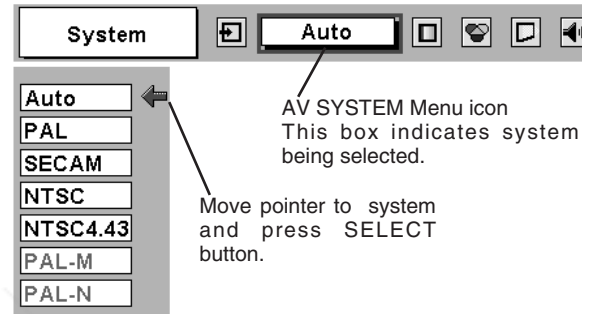 System
Auto
Auto
PAL
SECAM
NTSC
NTSC4.43
PAL-M
PAL-N
AV SYSTEM Menu icon
This box indicates system
being selected.
Move pointer to system
and press SELECT
button.